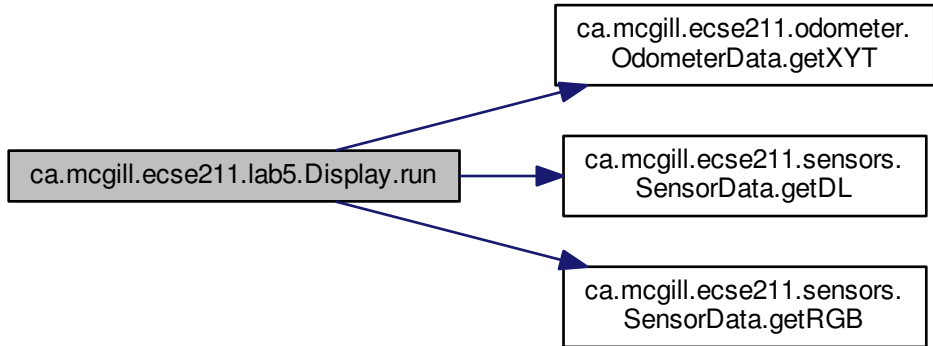 ca.mcgill.ecse211.odometer.
OdometerData.getXYT
ca.mcgill.ecse211.lab5.Display.run
ca.mcgill.ecse211.sensors.
SensorData.getDL
ca.mcgill.ecse211.sensors.
SensorData.getRGB